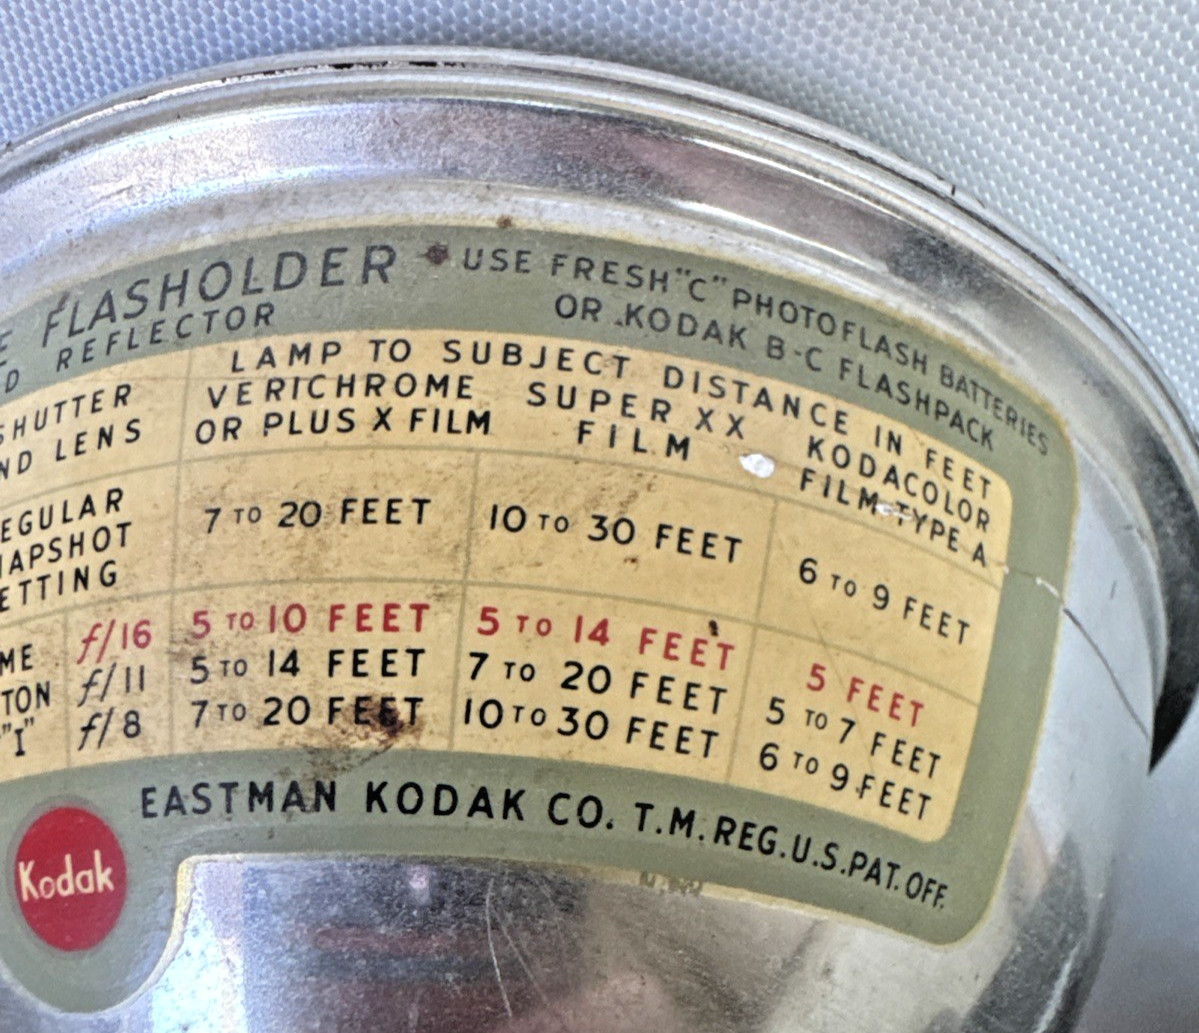 E FLASHOLDER • USE FRESH "C" PHOTOFLASH BATTERIES
D REFLECTOR OR KODAK B-C FLASHPACK
LAMP TO SUBJECT DISTANCE IN FEET
SHUTTER VERICHROME SUPER XX KODACOLOR
ND LENS OR PLUS X FILM FILM FILM-TYPE A
EGULAR
NAPSHOT 7 TO 20 FEET 10 TO 30 FEET 6 TO 9 FEET
ETTING
f/16 5 TO 10 FEET 5 TO 14 FEET 5 FEET
ME f/11 5 TO 14 FEET 7 TO 20 FEET 5 TO 7 FEET
TON f/8 7 TO 20 FEET 10 TO 30 FEET 6 TO 9 FEET
"I"
EASTMAN KODAK CO. T.M. REG. U.S. PAT. OFF.
Kodak